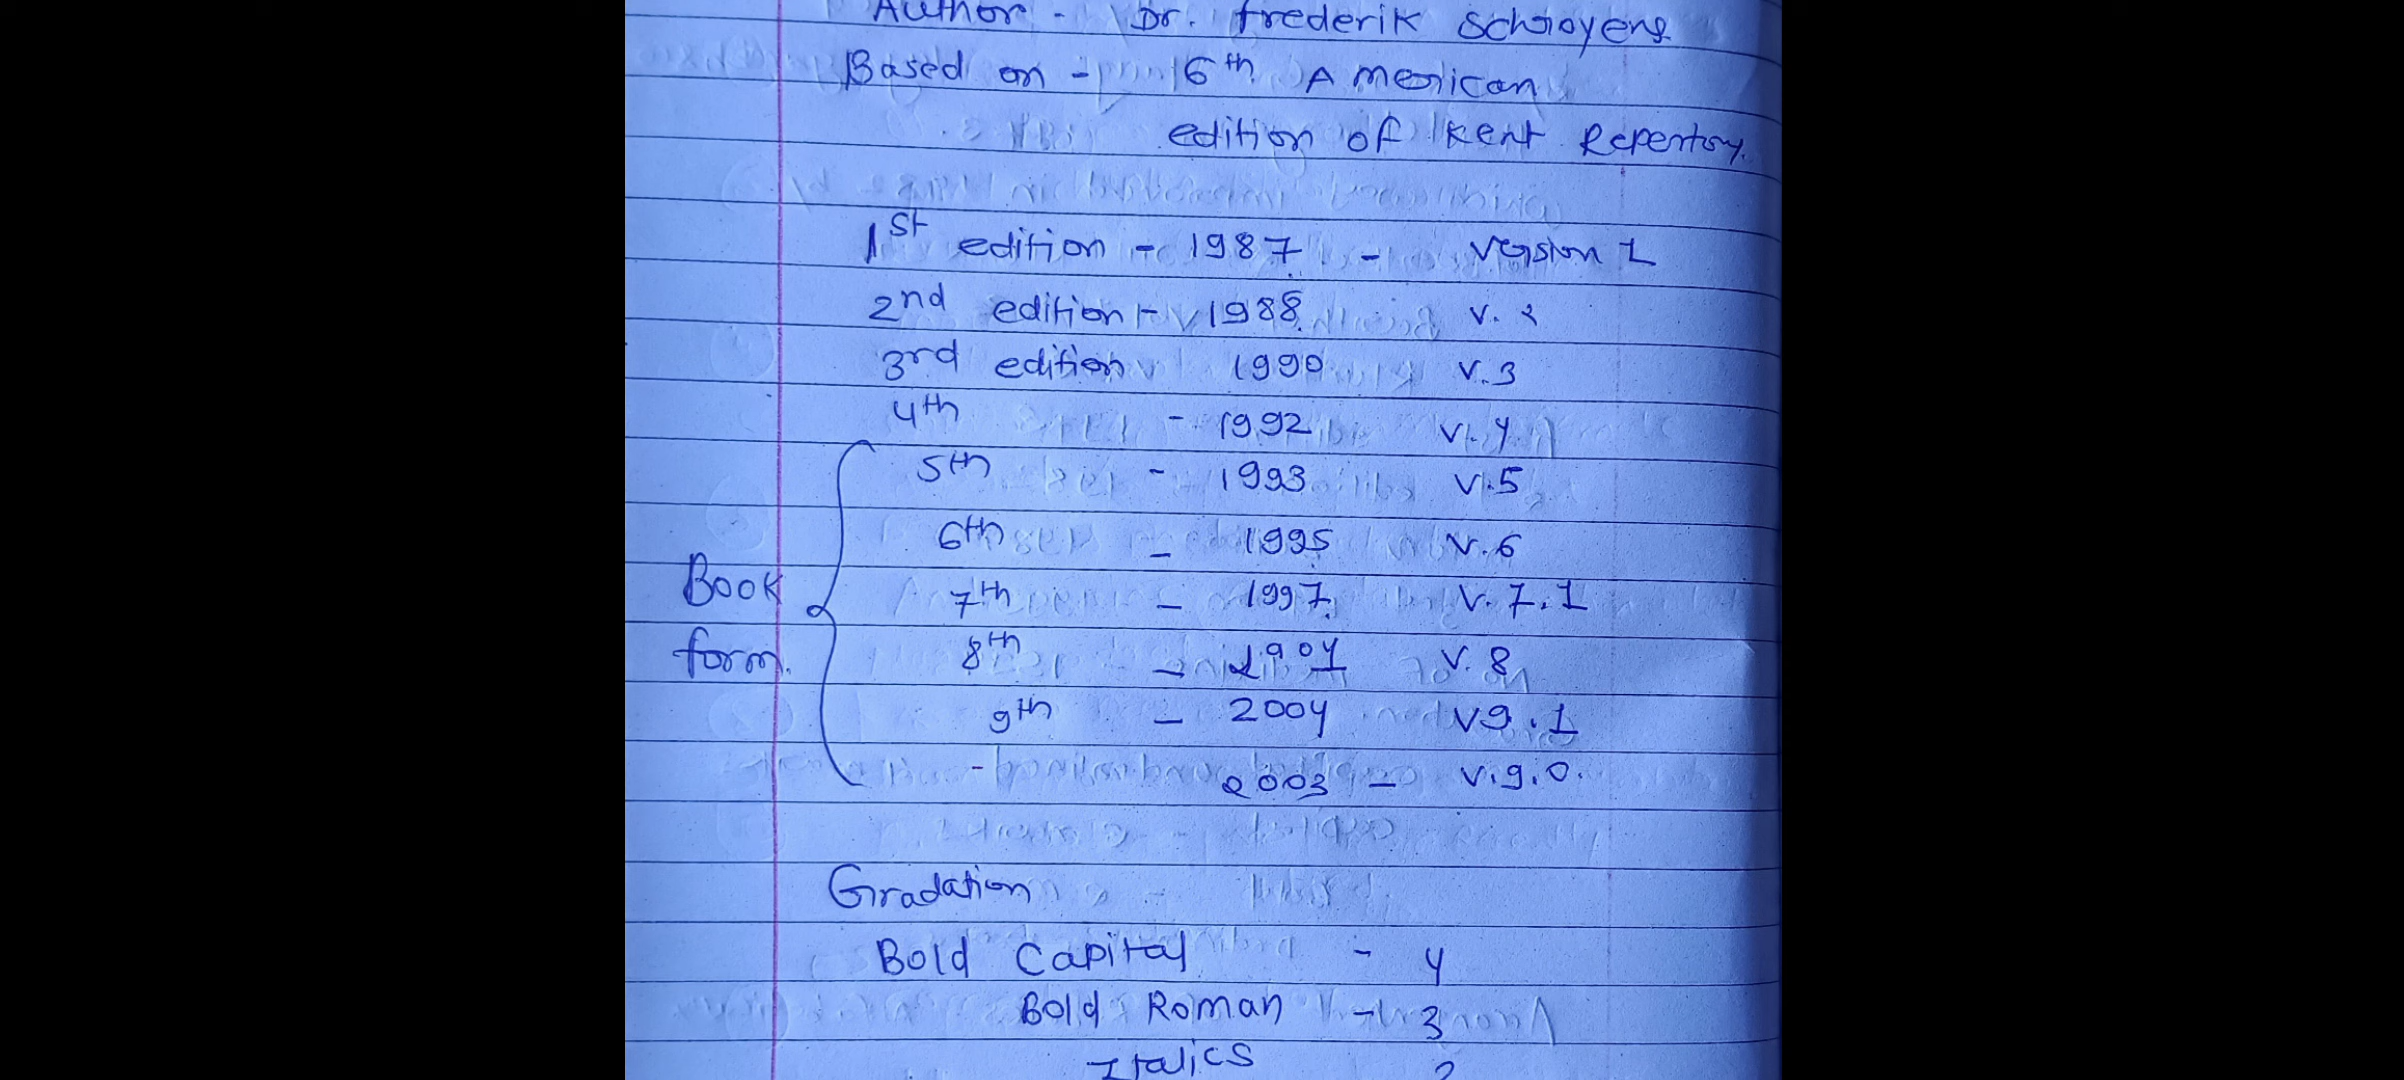 Author - Dr. Frederik Schroyens
Based on - 6th American
edition of Kent Repertory.
1st edition - 1987 - Version 1
2nd edition - 1988 v. 2
3rd edition 1990 v.3
4th - 1992 v. 4
5th - 1993 v.5
6th - 1995 v.6
Book
form.
7th - 1997 v. 7.1
8th - v. 8
9th - 2004 v9.1
- 2003 - v.9.0.
Gradation
Bold Capital - 4
Bold Roman - 3
Italics 2